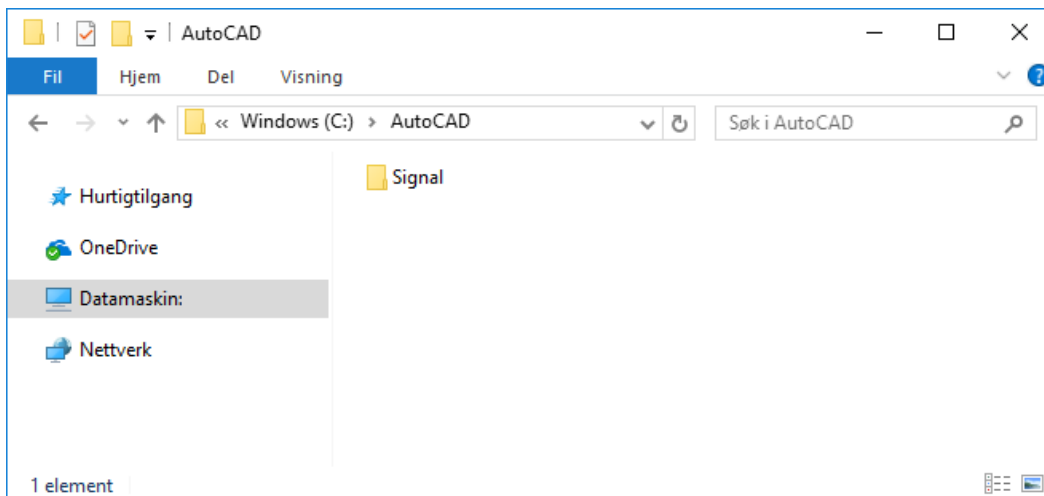 AutoCAD
Fil Hjem Del Visning ?
« Windows (C:) > AutoCAD Søk i AutoCAD
Signal
Hurtigtilgang
OneDrive
Datamaskin:
Nettverk
1 element